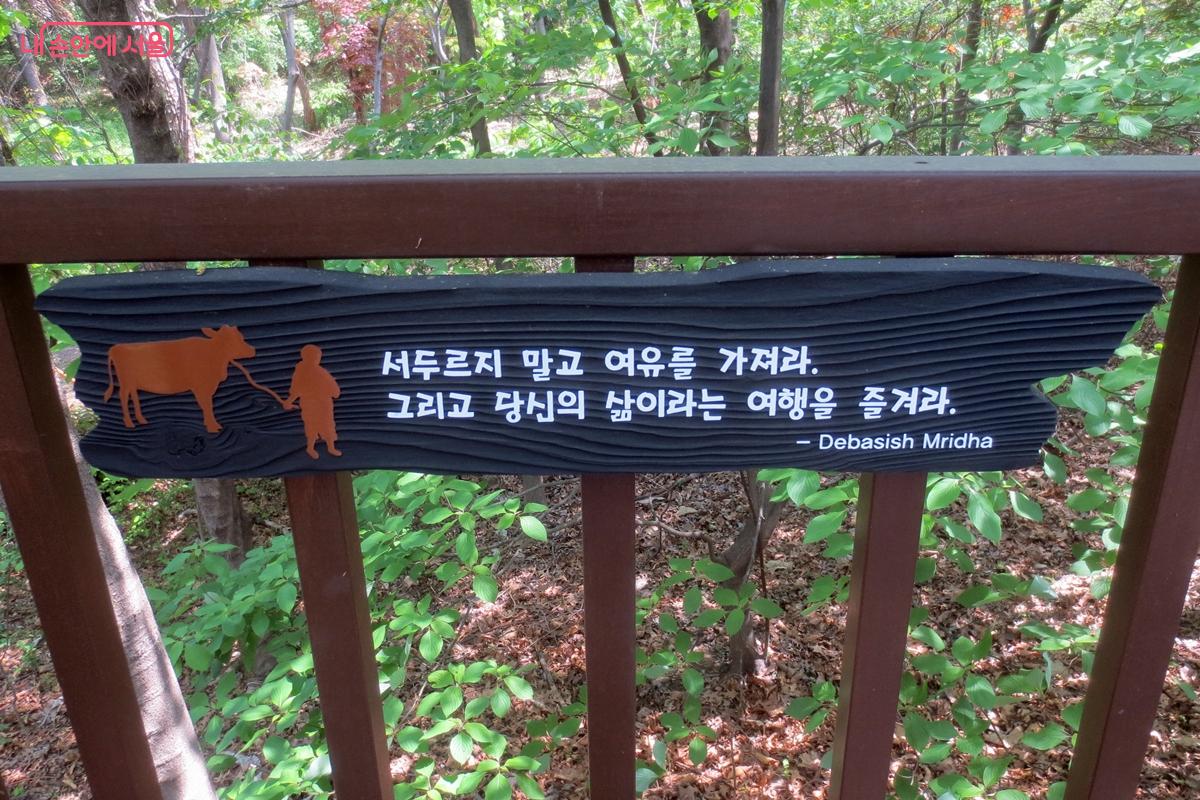 내 손안에 서울
서두르지 말고 여유를 가져라.
그리고 당신의 삶이라는 여행을 즐겨라.
– Debasish Mridha